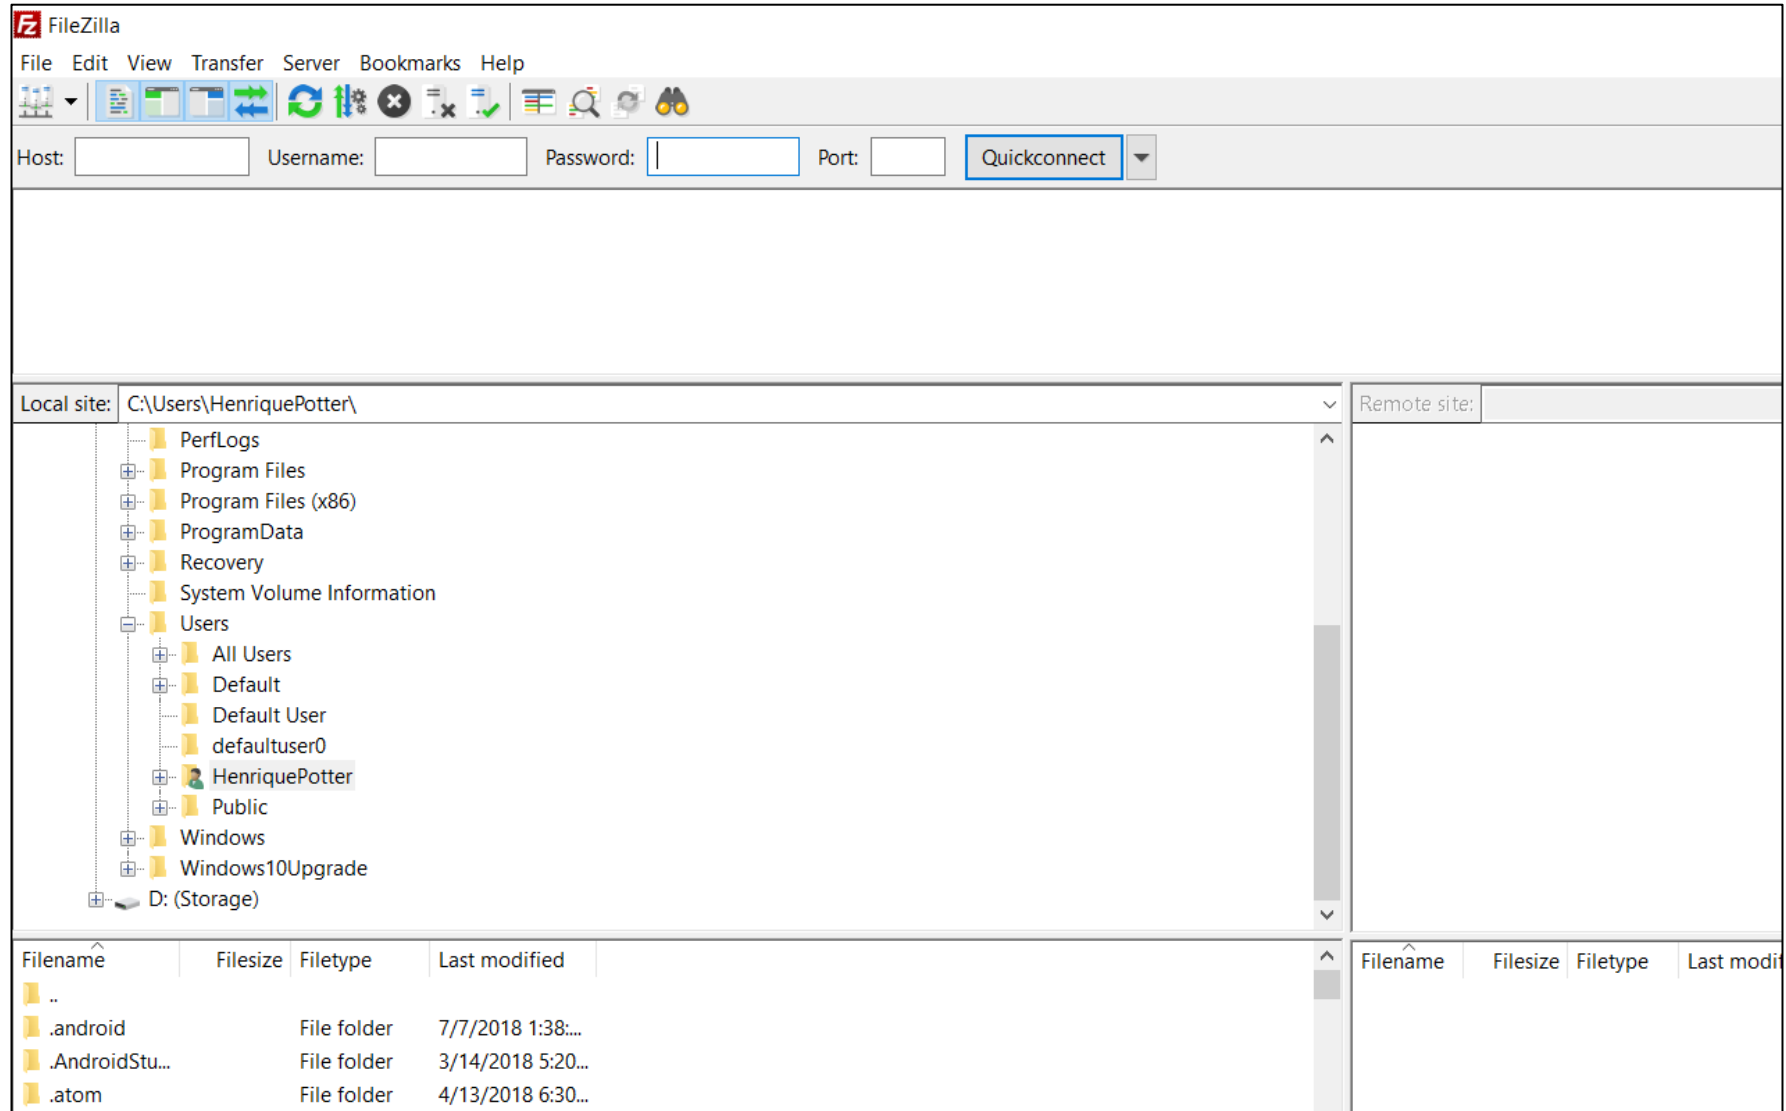 FileZilla
File Edit View Transfer Server Bookmarks Help
Host: Username: Password: Port: Quickconnect
Local site: C:\Users\HenriquePotter\
Remote site:
PerfLogs
Program Files
Program Files (x86)
ProgramData
Recovery
System Volume Information
Users
All Users
Default
Default User
defaultuser0
HenriquePotter
Public
Windows
Windows10Upgrade
D: (Storage)
Filename Filesize Filetype Last modified
..
.android File folder 7/7/2018 1:38:...
.AndroidStu... File folder 3/14/2018 5:20...
.atom File folder 4/13/2018 6:30...
Filename Filesize Filetype Last modif